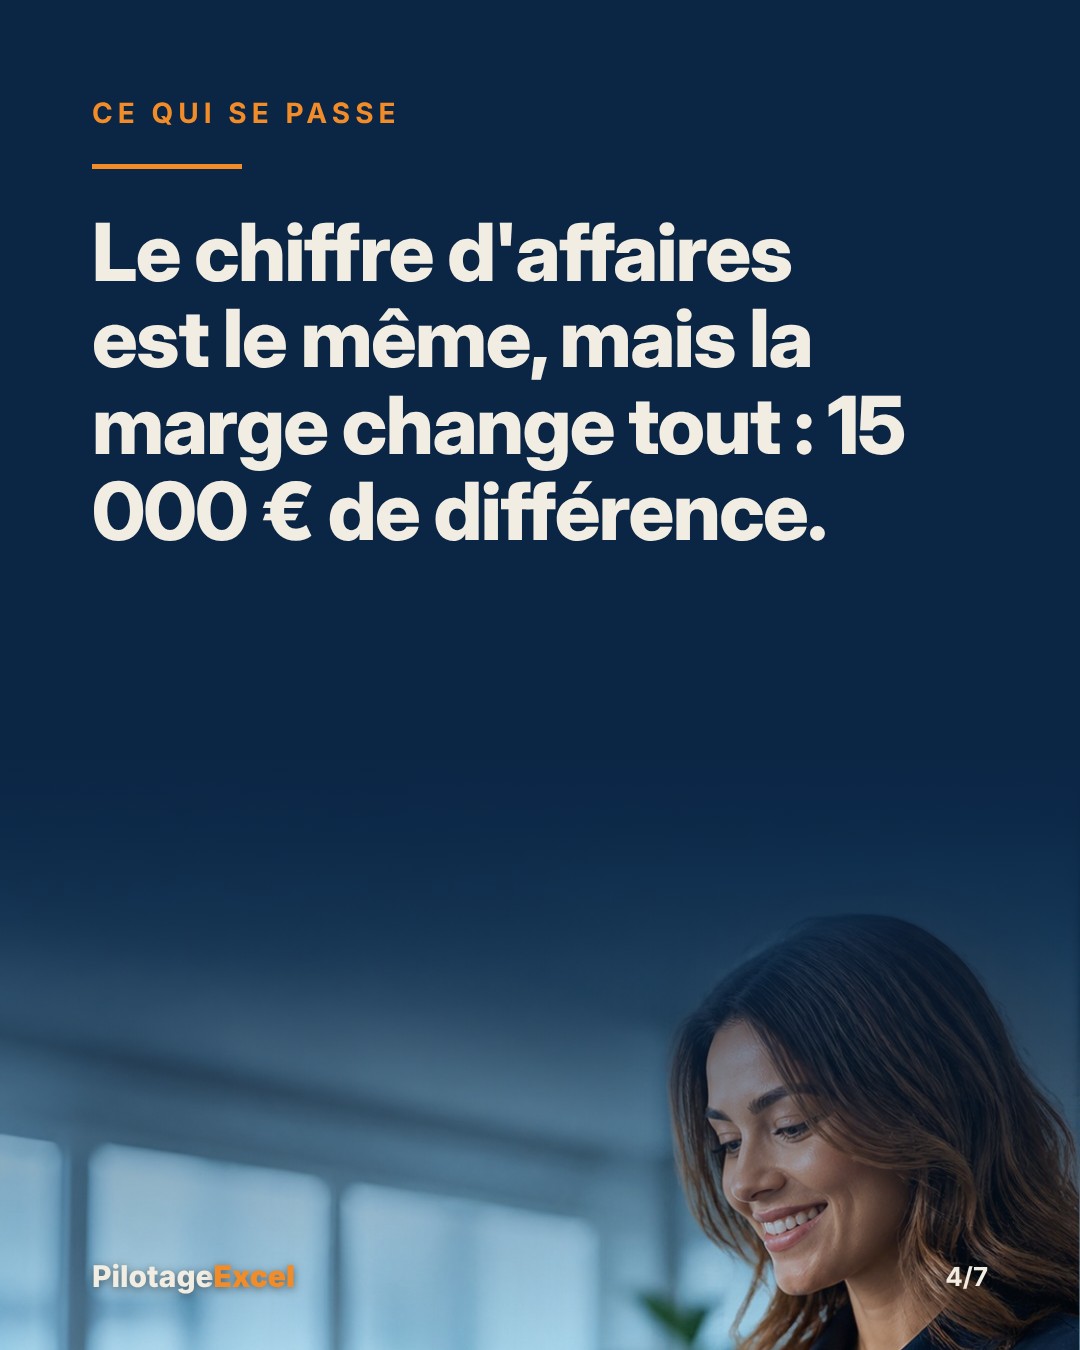 CE QUI SE PASSE
Le chiffre d'affaires
est le même, mais la
marge change tout : 15
000 € de différence.
PilotageExcel
4/7